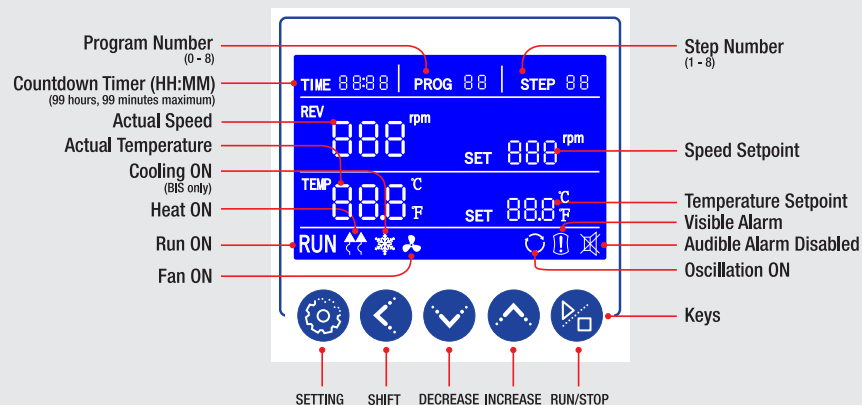 Program Number
(0 - 8)
Countdown Timer (HH:MM)
(99 hours, 99 minutes maximum)
Actual Speed
Actual Temperature
Cooling ON
(BIS only)
Heat ON
Run ON
Fan ON
TIME 88:88 PROG 88 STEP 88
REV 888 rpm SET 888 rpm
TEMP 88.8 °C °F SET 88.8 °C °F
RUN
Step Number
(1 - 8)
Speed Setpoint
Temperature Setpoint
Visible Alarm
Audible Alarm Disabled
Oscillation ON
Keys
SETTING SHIFT DECREASE INCREASE RUN/STOP